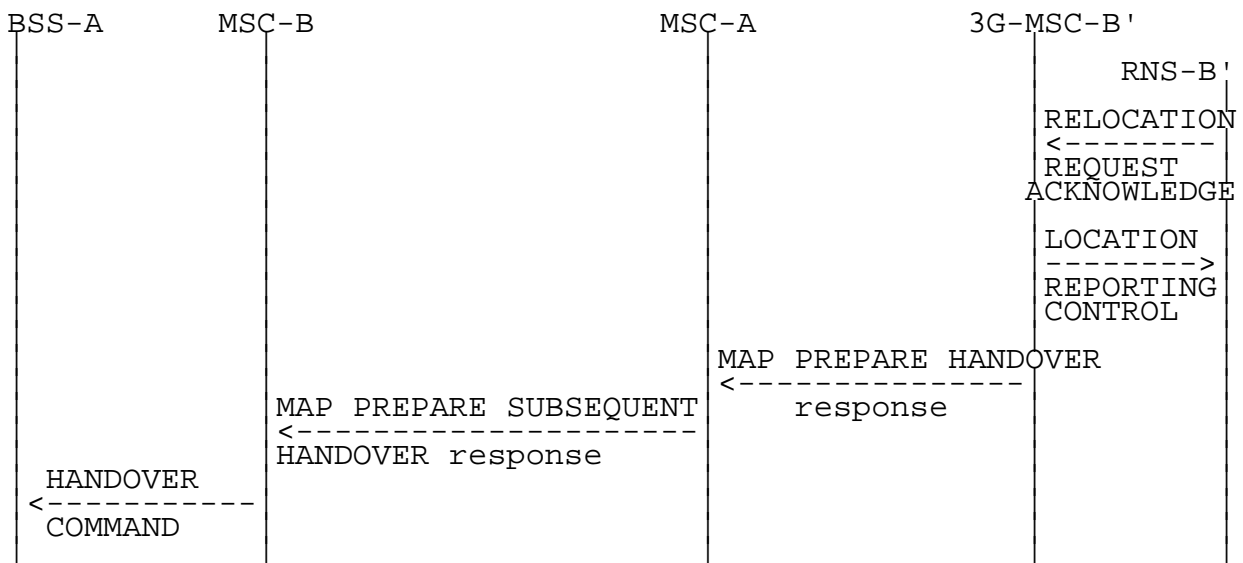 BSS-A MSC-B MSC-A 3G-MSC-B'
RNS-B'
RELOCATION
REQUEST
ACKNOWLEDGE
LOCATION
REPORTING
CONTROL
MAP PREPARE HANDOVER
response
MAP PREPARE SUBSEQUENT
HANDOVER response
HANDOVER
COMMAND